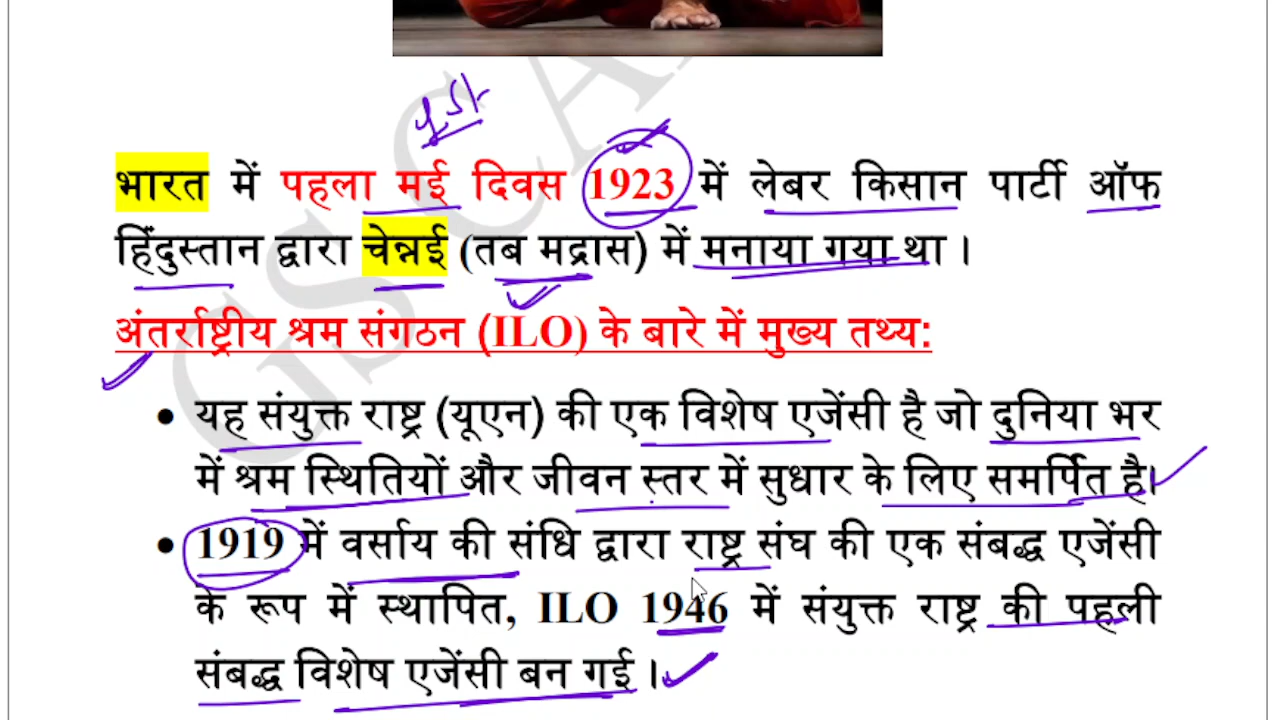 भारत में पहला मई दिवस 1923 में लेबर किसान पार्टी ऑफ
हिंदुस्तान द्वारा चेन्नई (तब मद्रास) में मनाया गया था ।
अंतर्राष्ट्रीय श्रम संगठन (ILO) के बारे में मुख्य तथ्य:
• यह संयुक्त राष्ट्र (यूएन) की एक विशेष एजेंसी है जो दुनिया भर
में श्रम स्थितियों और जीवन स्तर में सुधार के लिए समर्पित है।
• 1919 में वर्साय की संधि द्वारा राष्ट्र संघ की एक संबद्ध एजेंसी
के रूप में स्थापित, ILO 1946 में संयुक्त राष्ट्र की पहली
संबद्ध विशेष एजेंसी बन गई ।